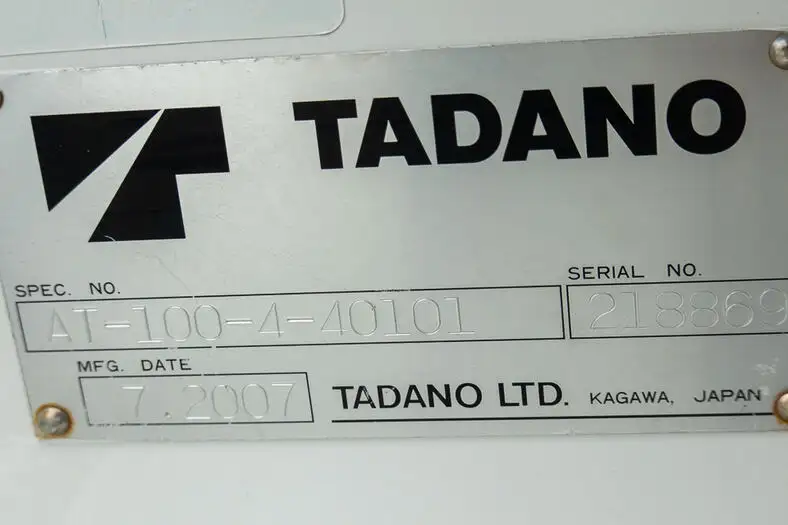 TADANO
SPEC. NO.
SERIAL NO.
AT-100-4-40101
218869
MFG. DATE
7.2007
TADANO LTD. KAGAWA, JAPAN